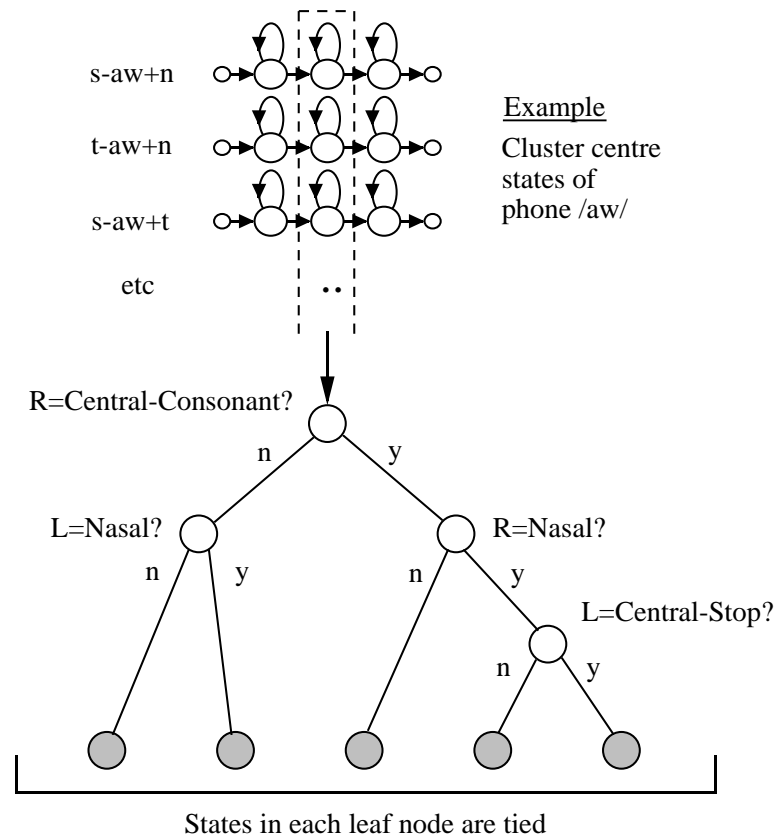 s-aw+n
t-aw+n
s-aw+t
etc
..
Example
Cluster centre
states of
phone /aw/
R=Central-Consonant?
n
y
L=Nasal?
R=Nasal?
n
y
n
y
L=Central-Stop?
n
y
States in each leaf node are tied